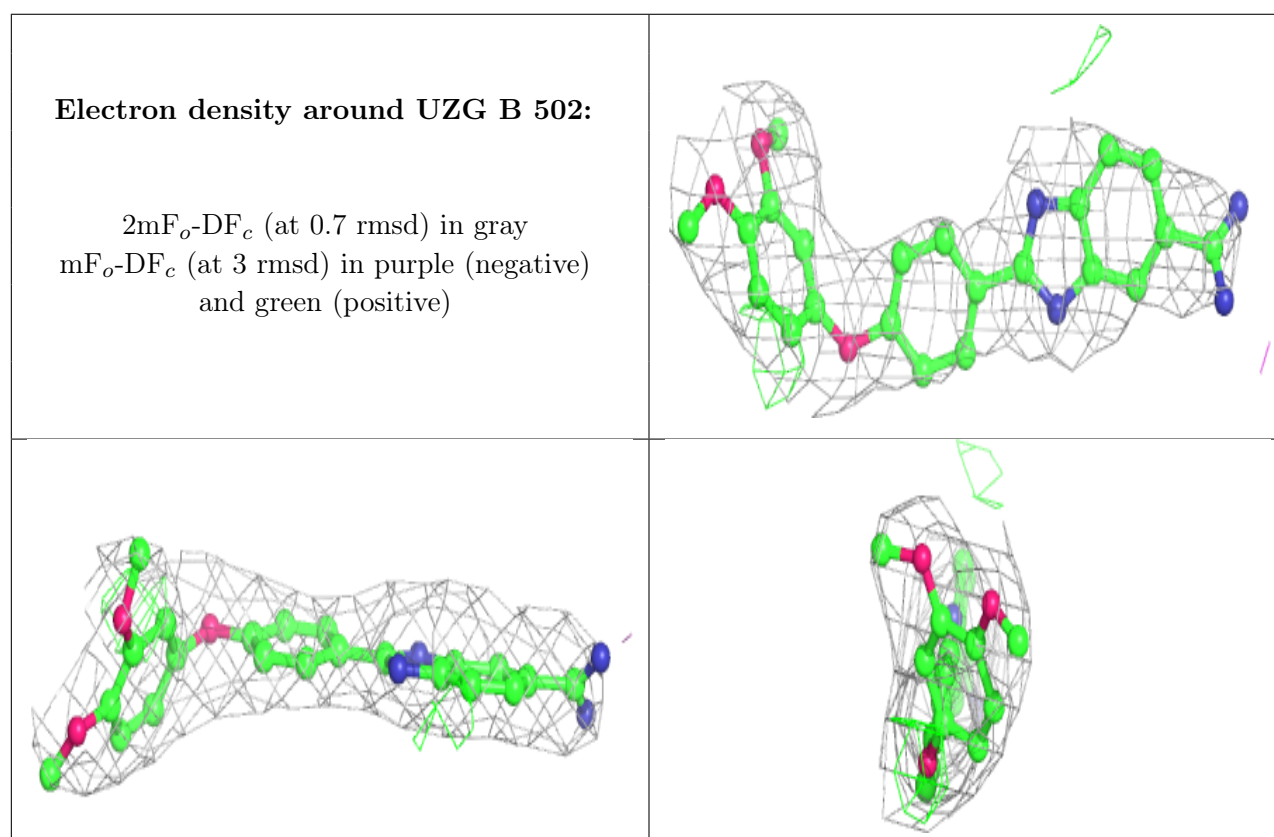 Electron density around UZG B 502:
2mFo-DFc (at 0.7 rmsd) in gray
mFo-DFc (at 3 rmsd) in purple (negative)
and green (positive)